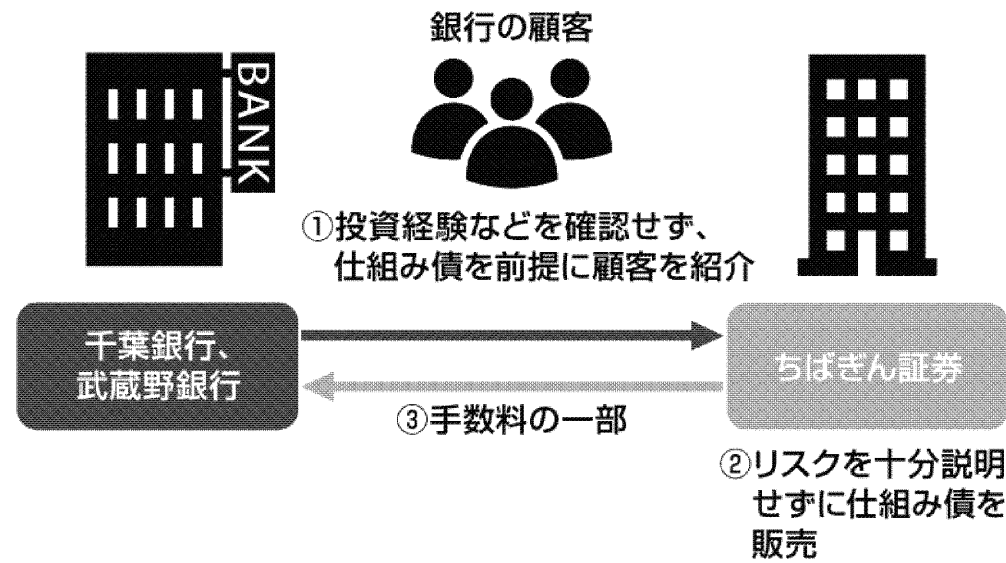 銀行の顧客
BANK
①投資経験などを確認せず、
仕組み債を前提に顧客を紹介
千葉銀行、
武蔵野銀行
ちばぎん証券
③手数料の一部
②リスクを十分説明
せずに仕組み債を
販売